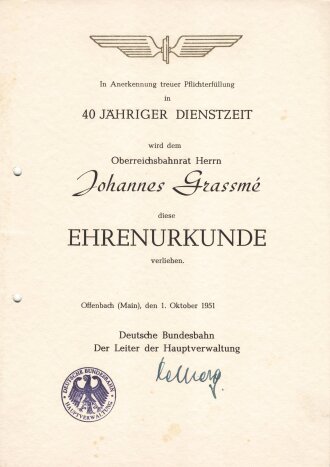 In Anerkennung treuer Pflichterfüllung
in
40 JÄHRIGER DIENSTZEIT
wird dem
Oberreichsbahnrat Herrn
Johannes Grassmé
diese
EHRENURKUNDE
verliehen.
Offenbach (Main), den 1. Oktober 1951
Deutsche Bundesbahn
Der Leiter der Hauptverwaltung
DEUTSCHE BUNDESBAHN
HAUPTVERWALTUNG